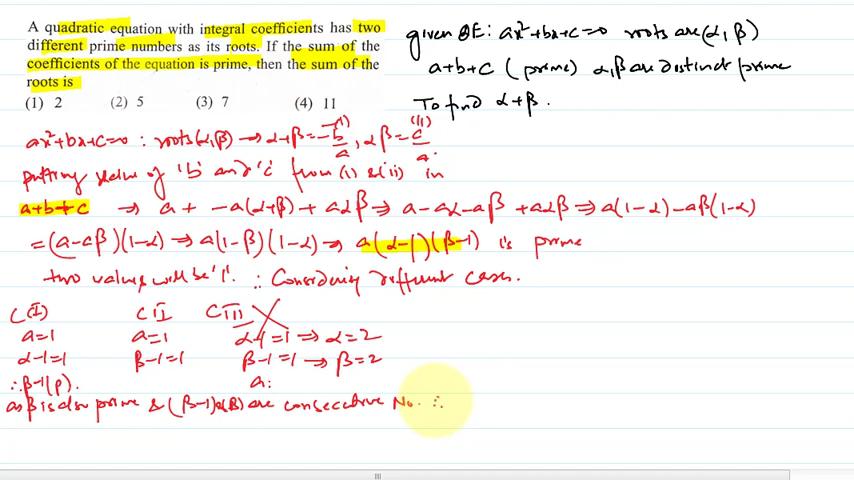 A quadratic equation with integral coefficients has two
different prime numbers as its roots. If the sum of the
coefficients of the equation is prime, then the sum of the
roots is
(1) 2 (2) 5 (3) 7 (4) 11
given QE: ax²+bx+c=0 roots are (α, β)
a+b+c (prime) α, β are distinct prime
To find α+β.
ax²+bx+c=0 : roots(α,β) → α+β = -b/a (i), αβ = c/a (ii).
putting value of 'b' and 'c' from (i) & (ii) in
a+b+c ⇒ a + -a(α+β) + aαβ ⇒ a-aα-aβ+aαβ ⇒ a(1-α)-aβ(1-α)
=(a-aβ)(1-α) → a(1-β)(1-α) → a(α-1)(β-1) is prime
two values will be '1'. ∴ Considering different cases.
C(I) CII CIII
a=1 a=1 α-1=1 ⇒ α=2
α-1=1 β-1=1 β-1=1 → β=2
∴ β-1(P). a:
as β is also prime & (β-1)&(β) are consecutive No. ∴